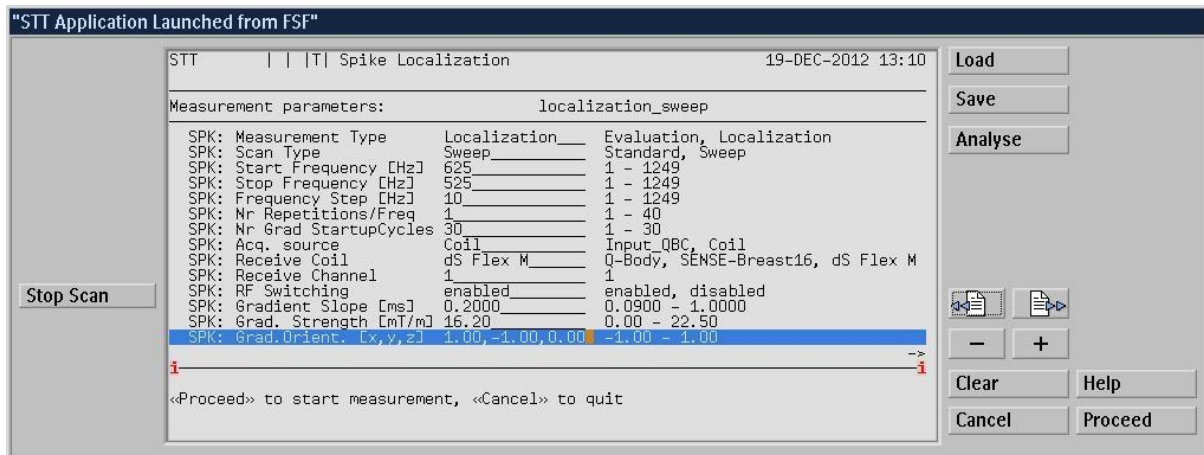 "STT Application Launched from FSF"
STT | | |T| Spike Localization 19-DEC-2012 13:10
Measurement parameters: localization_sweep
SPK: Measurement Type Localization___ Evaluation, Localization
SPK: Scan Type Sweep__________ Standard, Sweep
SPK: Start Frequency [Hz] 625____________ 1 - 1249
SPK: Stop Frequency [Hz] 525____________ 1 - 1249
SPK: Frequency Step [Hz] 10_____________ 1 - 1249
SPK: Nr Repetitions/Freq 1______________ 1 - 40
SPK: Nr Grad StartupCycles 30_____________ 1 - 30
SPK: Acq. source Coil___________ Input_QBC, Coil
SPK: Receive Coil dS Flex M______ Q-Body, SENSE-Breast16, dS Flex M
SPK: Receive Channel 1______________ 1
SPK: RF Switching enabled________ enabled, disabled
SPK: Gradient Slope [ms] 0.2000_________ 0.0900 - 1.0000
SPK: Grad. Strength [mT/m] 16.20__________ 0.00 - 22.50
SPK: Grad.Orient. [x,y,z] 1.00,-1.00,0.00 -1.00 - 1.00
->
i i
«Proceed» to start measurement, «Cancel» to quit
Stop Scan
Load
Save
Analyse
− +
Clear Help
Cancel Proceed